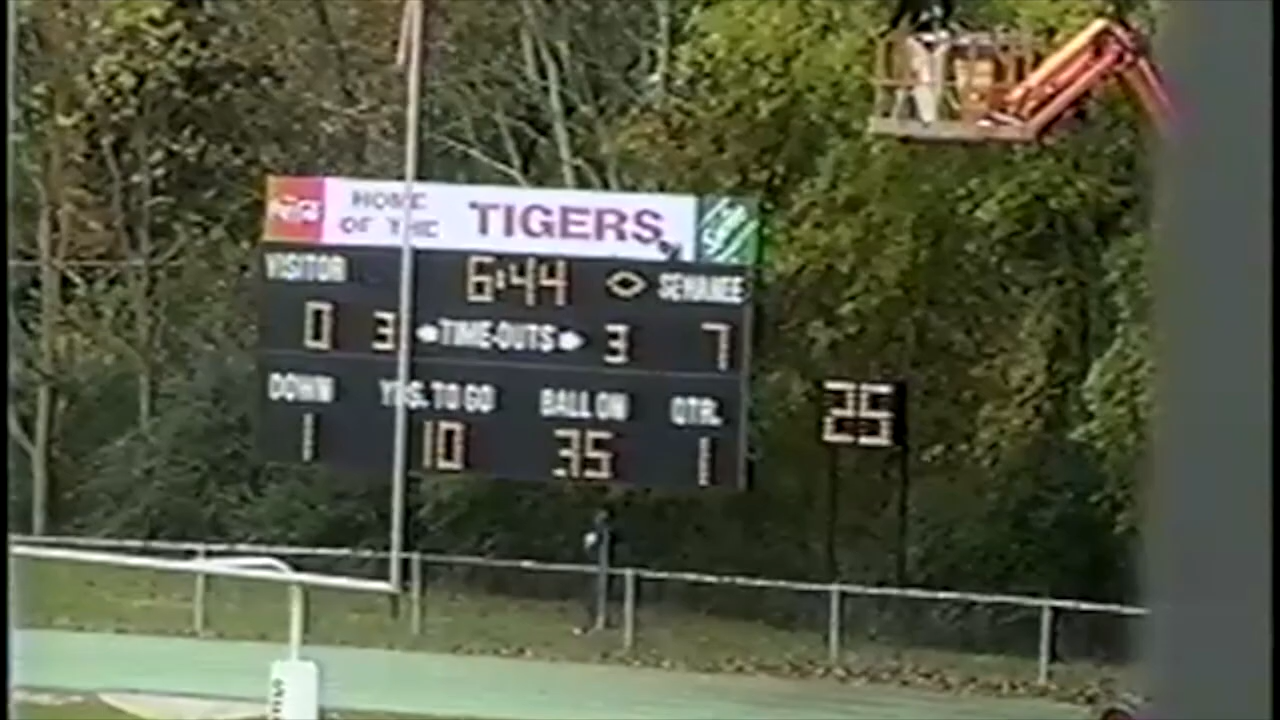 HOME
OF THE
TIGERS
VISITOR 6:44 SEWANEE
0 3 TIME-OUTS 3 7
DOWN YDS. TO GO BALL ON QTR.
1 10 35 1
25